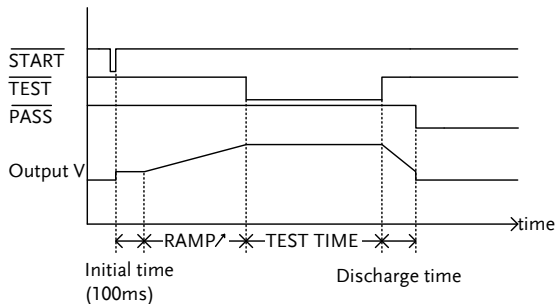 START
TEST
PASS
Output V
time
RAMP↗
TEST TIME
Initial time
(100ms)
Discharge time